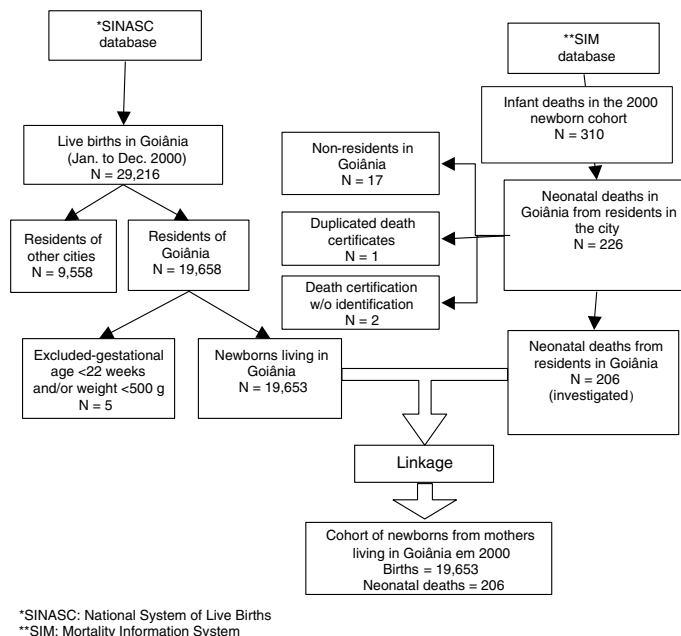 *SINASC
database
**SIM
database
Infant deaths in the 2000
newborn cohort
N = 310
Live births in Goiânia
(Jan. to Dec. 2000)
N = 29,216
Non-residents in
Goiânia
N = 17
Neonatal deaths in
Goiânia from residents in
the city
N = 226
Residents of
other cities
N = 9,558
Residents of
Goiânia
N = 19,658
Duplicated death
certificates
N = 1
Death certification
w/o identification
N = 2
Excluded-gestational
age <22 weeks
and/or weight <500 g
N = 5
Newborns living in
Goiânia
N = 19,653
Neonatal deaths from
residents in Goiânia
N = 206
(investigated)
Linkage
Cohort of newborns from mothers
living in Goiânia em 2000
Births = 19,653
Neonatal deaths = 206
*SINASC: National System of Live Births
**SIM: Mortality Information System